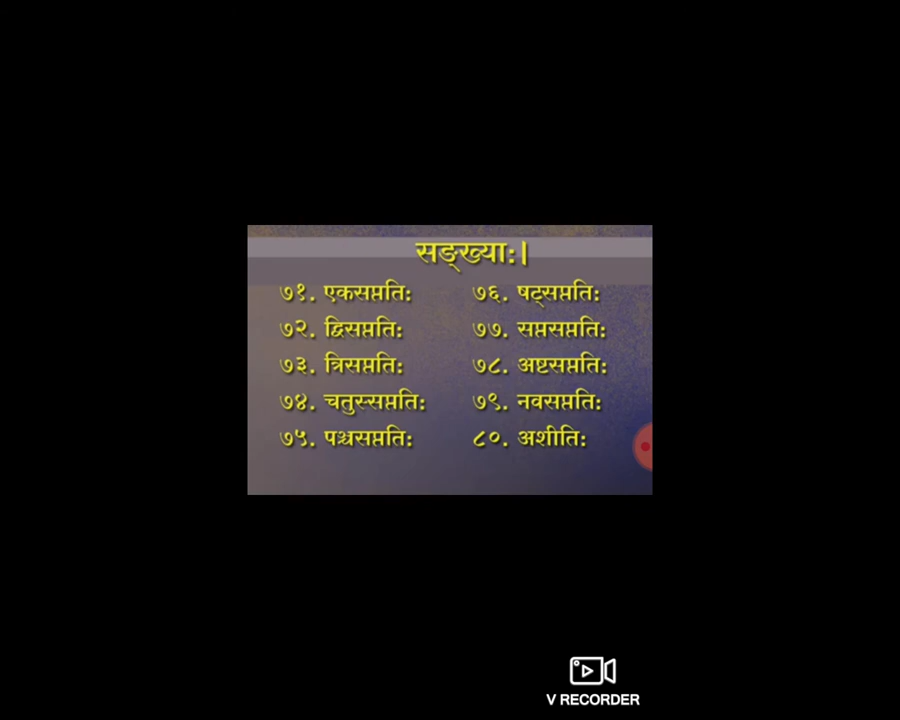 सङ्ख्याः।
७१. एकसप्ततिः
७२. द्विसप्ततिः
७३. त्रिसप्ततिः
७४. चतुस्सप्ततिः
७५. पञ्चसप्ततिः
७६. षट्सप्ततिः
७७. सप्तसप्ततिः
७८. अष्टसप्ततिः
७९. नवसप्ततिः
८०. अशीतिः
V RECORDER